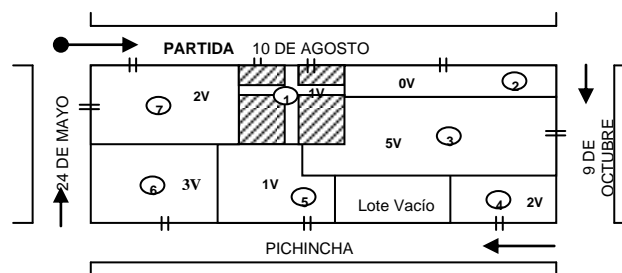 PARTIDA 10 DE AGOSTO
2V
1
1V
0V
2
7
5V
3
24 DE MAYO
9 DE
OCTUBRE
6
3V
1V
5
Lote Vacío
4
2V
PICHINCHA